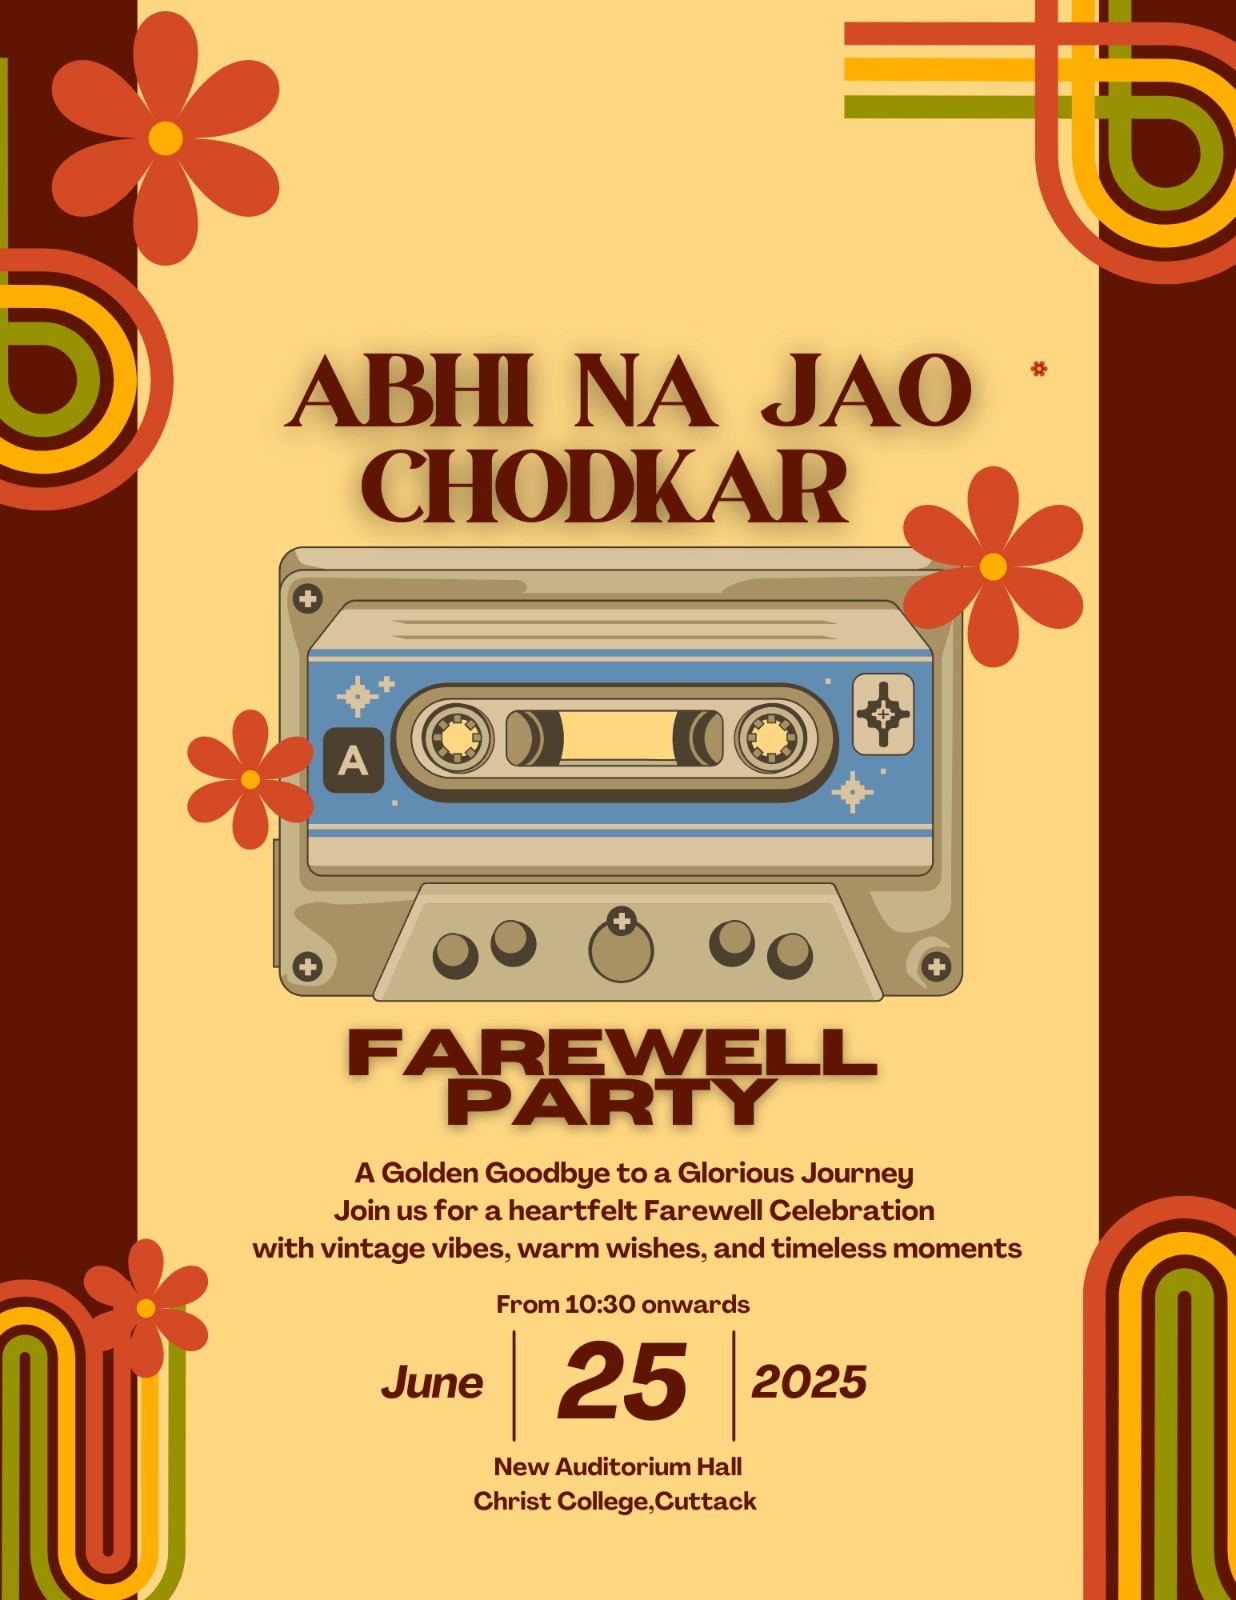 ABHI NA JAO
CHODKAR
A
FAREWELL
PARTY
A Golden Goodbye to a Glorious Journey
Join us for a heartfelt Farewell Celebration
with vintage vibes, warm wishes, and timeless moments
From 10:30 onwards
June 25 2025
New Auditorium Hall
Christ College,Cuttack